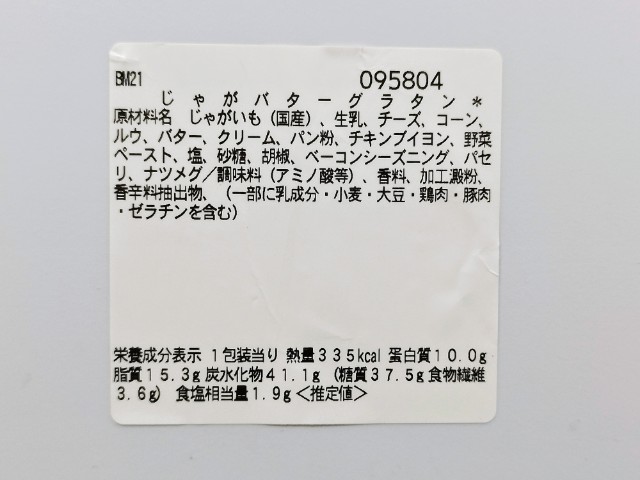 BM21 095804
じゃがバターグラタン＊
原材料名 じゃがいも（国産）、生乳、チーズ、コーン、
ルウ、バター、クリーム、パン粉、チキンブイヨン、野菜
ペースト、塩、砂糖、胡椒、ベーコンシーズニング、パセ
リ、ナツメグ／調味料（アミノ酸等）、香料、加工澱粉、
香辛料抽出物、（一部に乳成分・小麦・大豆・鶏肉・豚肉
・ゼラチンを含む）
栄養成分表示 １包装当り 熱量３３５kcal 蛋白質１０.０g
脂質１５.３g 炭水化物４１.１g （糖質３７.５g 食物繊維
３.６g） 食塩相当量１.９g ＜推定値＞